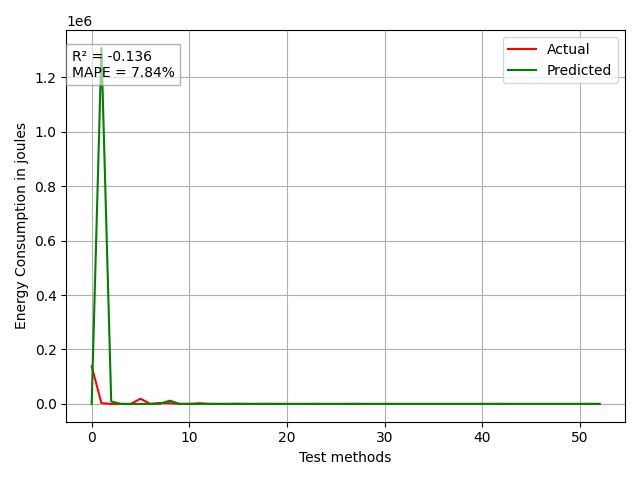 1e6
R² = -0.136
MAPE = 7.84%
Actual
Predicted
1.2
1.0
0.8
0.6
0.4
0.2
0.0
Energy Consumption in joules
0 10 20 30 40 50
Test methods